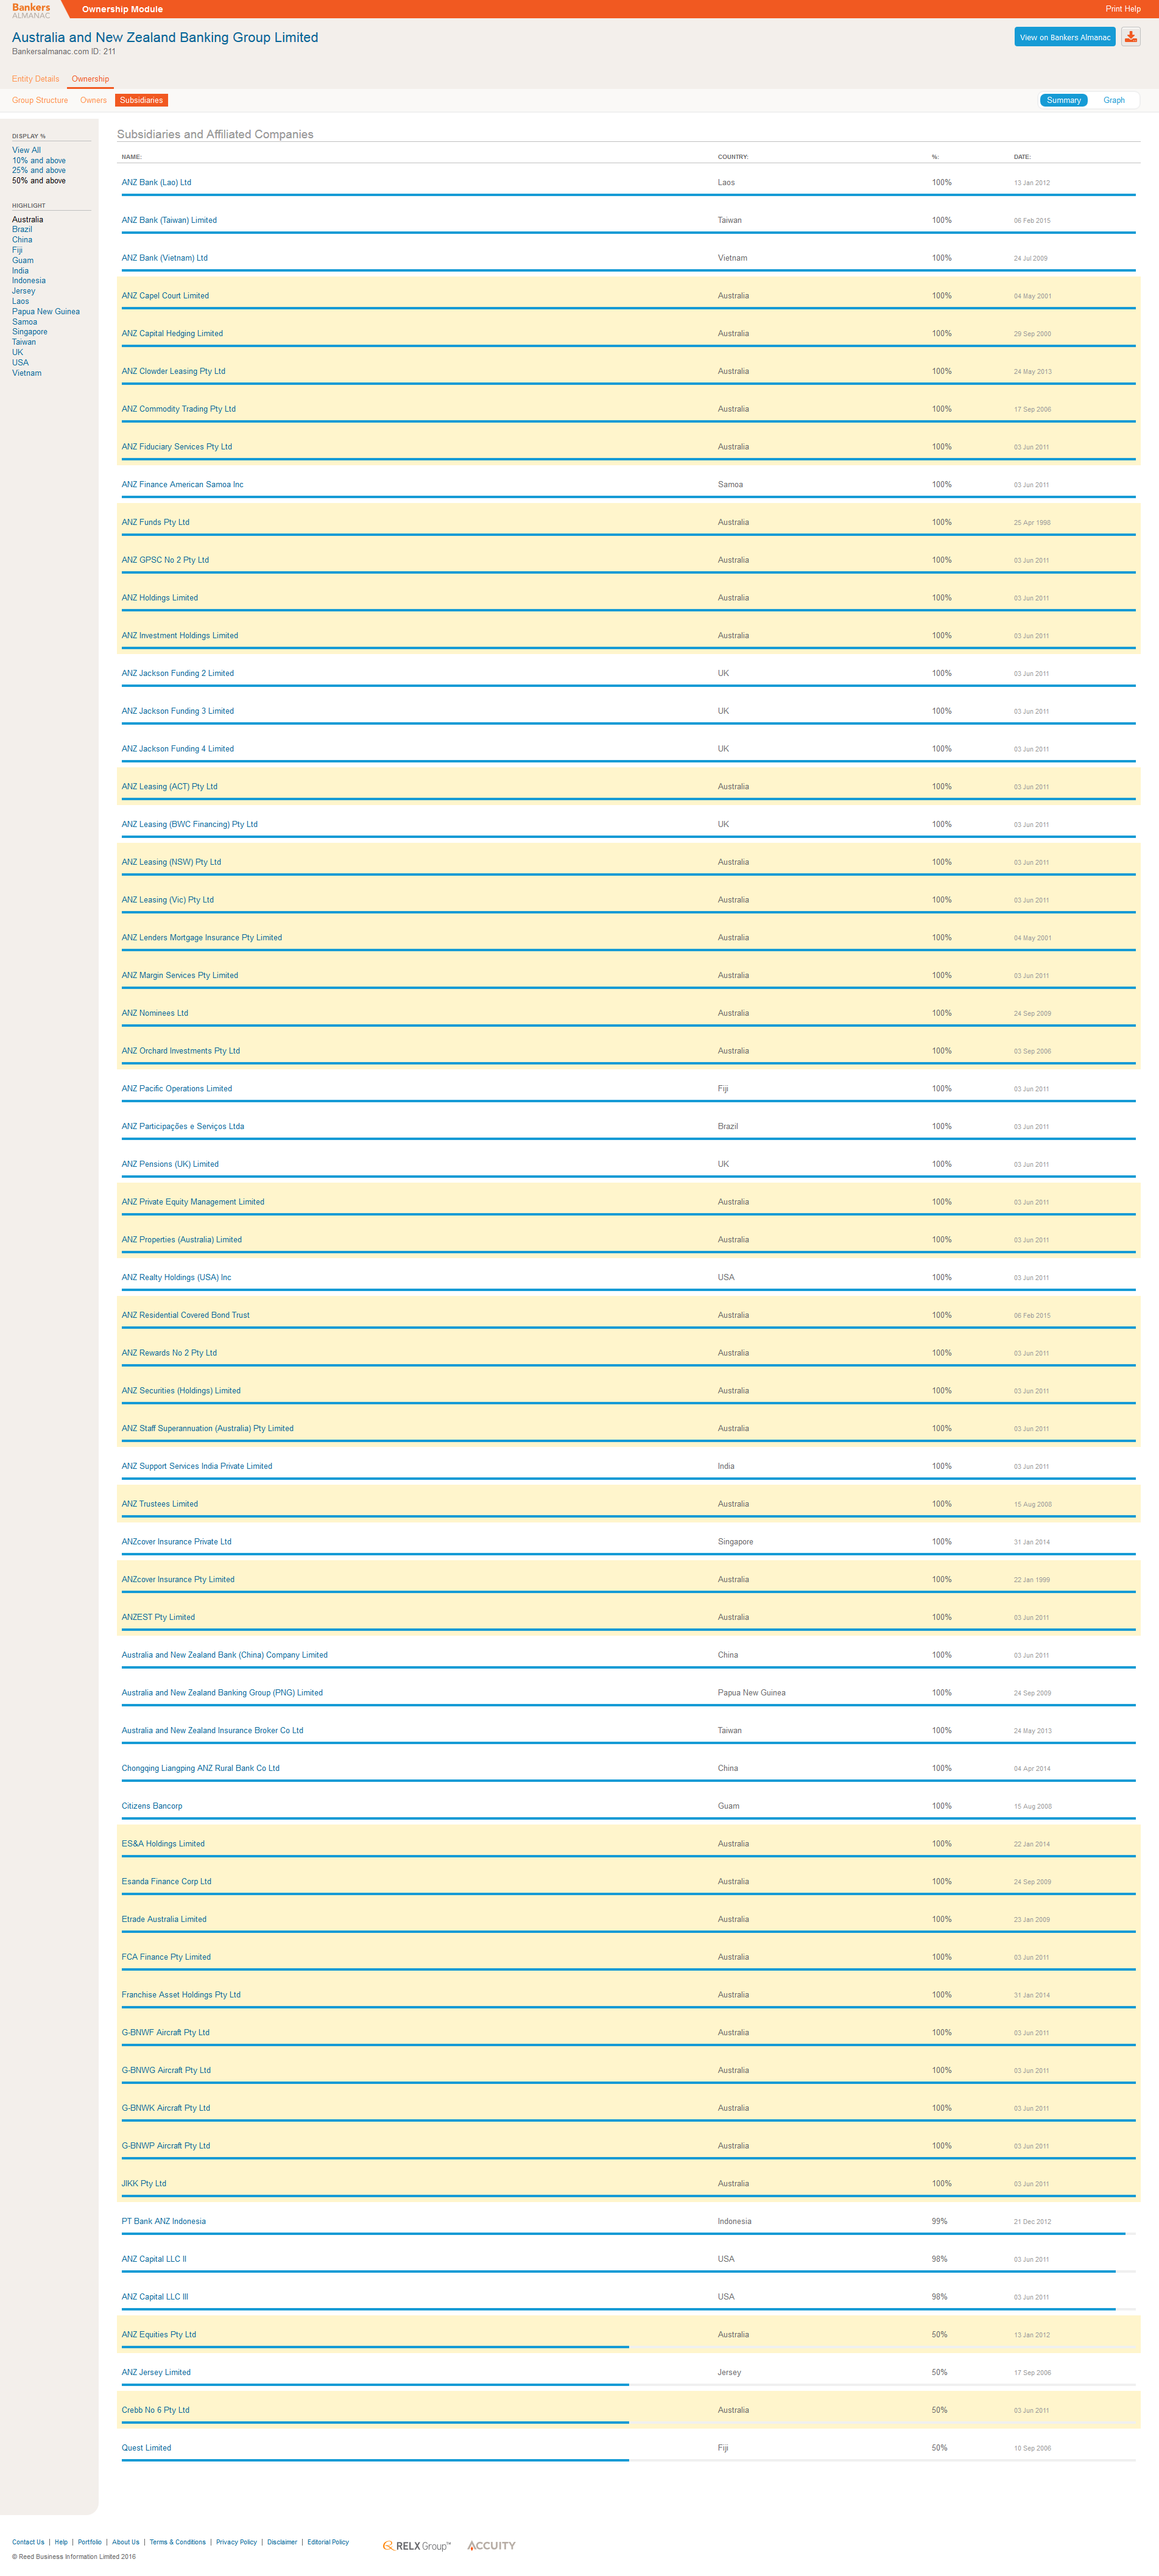 Bankers
ALMANAC
Ownership Module
Print Help
Australia and New Zealand Banking Group Limited
Bankersalmanac.com ID: 211
View on Bankers Almanac
Entity Details Ownership
Group Structure Owners Subsidiaries
Summary Graph
DISPLAY %
View All
10% and above
25% and above
50% and above
HIGHLIGHT
Australia
Brazil
China
Fiji
Guam
India
Indonesia
Jersey
Laos
Papua New Guinea
Samoa
Singapore
Taiwan
UK
USA
Vietnam
Subsidiaries and Affiliated Companies
NAME: COUNTRY: %: DATE:
ANZ Bank (Lao) Ltd Laos 100% 13 Jan 2012
ANZ Bank (Taiwan) Limited Taiwan 100% 06 Feb 2015
ANZ Bank (Vietnam) Ltd Vietnam 100% 24 Jul 2009
ANZ Capel Court Limited Australia 100% 04 May 2001
ANZ Capital Hedging Limited Australia 100% 29 Sep 2000
ANZ Clowder Leasing Pty Ltd Australia 100% 24 May 2013
ANZ Commodity Trading Pty Ltd Australia 100% 17 Sep 2006
ANZ Fiduciary Services Pty Ltd Australia 100% 03 Jun 2011
ANZ Finance American Samoa Inc Samoa 100% 03 Jun 2011
ANZ Funds Pty Ltd Australia 100% 25 Apr 1998
ANZ GPSC No 2 Pty Ltd Australia 100% 03 Jun 2011
ANZ Holdings Limited Australia 100% 03 Jun 2011
ANZ Investment Holdings Limited Australia 100% 03 Jun 2011
ANZ Jackson Funding 2 Limited UK 100% 03 Jun 2011
ANZ Jackson Funding 3 Limited UK 100% 03 Jun 2011
ANZ Jackson Funding 4 Limited UK 100% 03 Jun 2011
ANZ Leasing (ACT) Pty Ltd Australia 100% 03 Jun 2011
ANZ Leasing (BWC Financing) Pty Ltd UK 100% 03 Jun 2011
ANZ Leasing (NSW) Pty Ltd Australia 100% 03 Jun 2011
ANZ Leasing (Vic) Pty Ltd Australia 100% 03 Jun 2011
ANZ Lenders Mortgage Insurance Pty Limited Australia 100% 04 May 2001
ANZ Margin Services Pty Limited Australia 100% 03 Jun 2011
ANZ Nominees Ltd Australia 100% 24 Sep 2009
ANZ Orchard Investments Pty Ltd Australia 100% 03 Sep 2006
ANZ Pacific Operations Limited Fiji 100% 03 Jun 2011
ANZ Participações e Serviços Ltda Brazil 100% 03 Jun 2011
ANZ Pensions (UK) Limited UK 100% 03 Jun 2011
ANZ Private Equity Management Limited Australia 100% 03 Jun 2011
ANZ Properties (Australia) Limited Australia 100% 03 Jun 2011
ANZ Realty Holdings (USA) Inc USA 100% 03 Jun 2011
ANZ Residential Covered Bond Trust Australia 100% 06 Feb 2015
ANZ Rewards No 2 Pty Ltd Australia 100% 03 Jun 2011
ANZ Securities (Holdings) Limited Australia 100% 03 Jun 2011
ANZ Staff Superannuation (Australia) Pty Limited Australia 100% 03 Jun 2011
ANZ Support Services India Private Limited India 100% 03 Jun 2011
ANZ Trustees Limited Australia 100% 15 Aug 2008
ANZcover Insurance Private Ltd Singapore 100% 31 Jan 2014
ANZcover Insurance Pty Limited Australia 100% 22 Jan 1999
ANZEST Pty Limited Australia 100% 03 Jun 2011
Australia and New Zealand Bank (China) Company Limited China 100% 03 Jun 2011
Australia and New Zealand Banking Group (PNG) Limited Papua New Guinea 100% 24 Sep 2009
Australia and New Zealand Insurance Broker Co Ltd Taiwan 100% 24 May 2013
Chongqing Liangping ANZ Rural Bank Co Ltd China 100% 04 Apr 2014
Citizens Bancorp Guam 100% 15 Aug 2008
ES&A Holdings Limited Australia 100% 22 Jan 2014
Esanda Finance Corp Ltd Australia 100% 24 Sep 2009
Etrade Australia Limited Australia 100% 23 Jan 2009
FCA Finance Pty Limited Australia 100% 03 Jun 2011
Franchise Asset Holdings Pty Ltd Australia 100% 31 Jan 2014
G-BNWF Aircraft Pty Ltd Australia 100% 03 Jun 2011
G-BNWG Aircraft Pty Ltd Australia 100% 03 Jun 2011
G-BNWK Aircraft Pty Ltd Australia 100% 03 Jun 2011
G-BNWP Aircraft Pty Ltd Australia 100% 03 Jun 2011
JIKK Pty Ltd Australia 100% 03 Jun 2011
PT Bank ANZ Indonesia Indonesia 99% 21 Dec 2012
ANZ Capital LLC II USA 98% 03 Jun 2011
ANZ Capital LLC III USA 98% 03 Jun 2011
ANZ Equities Pty Ltd Australia 50% 13 Jan 2012
ANZ Jersey Limited Jersey 50% 17 Sep 2006
Crebb No 6 Pty Ltd Australia 50% 03 Jun 2011
Quest Limited Fiji 50% 10 Sep 2006
Contact Us | Help | Portfolio | About Us | Terms & Conditions | Privacy Policy | Disclaimer | Editorial Policy
RELX Group™ ACCUITY
© Reed Business Information Limited 2016